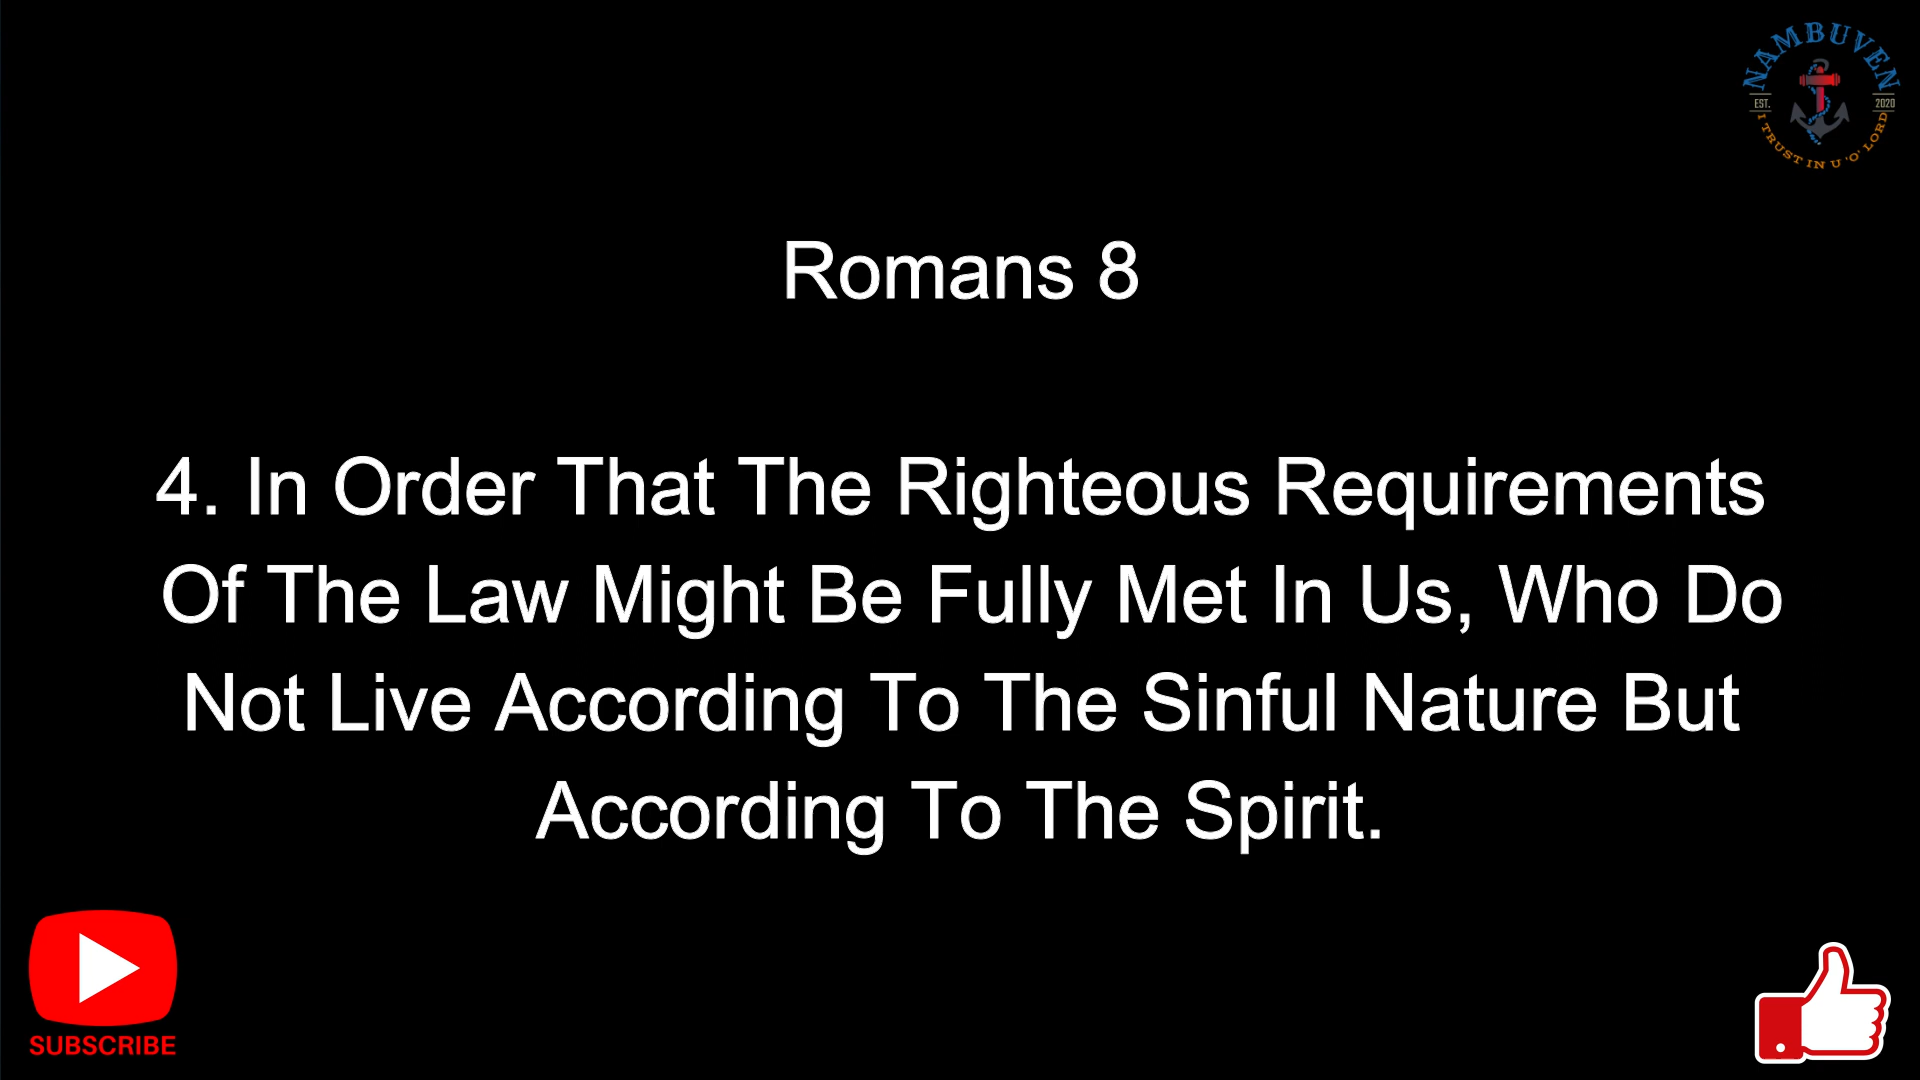 NAMBUVEN
EST. 2020
I TRUST IN U 'O' LORD
Romans 8
4. In Order That The Righteous Requirements
Of The Law Might Be Fully Met In Us, Who Do
Not Live According To The Sinful Nature But
According To The Spirit.
SUBSCRIBE